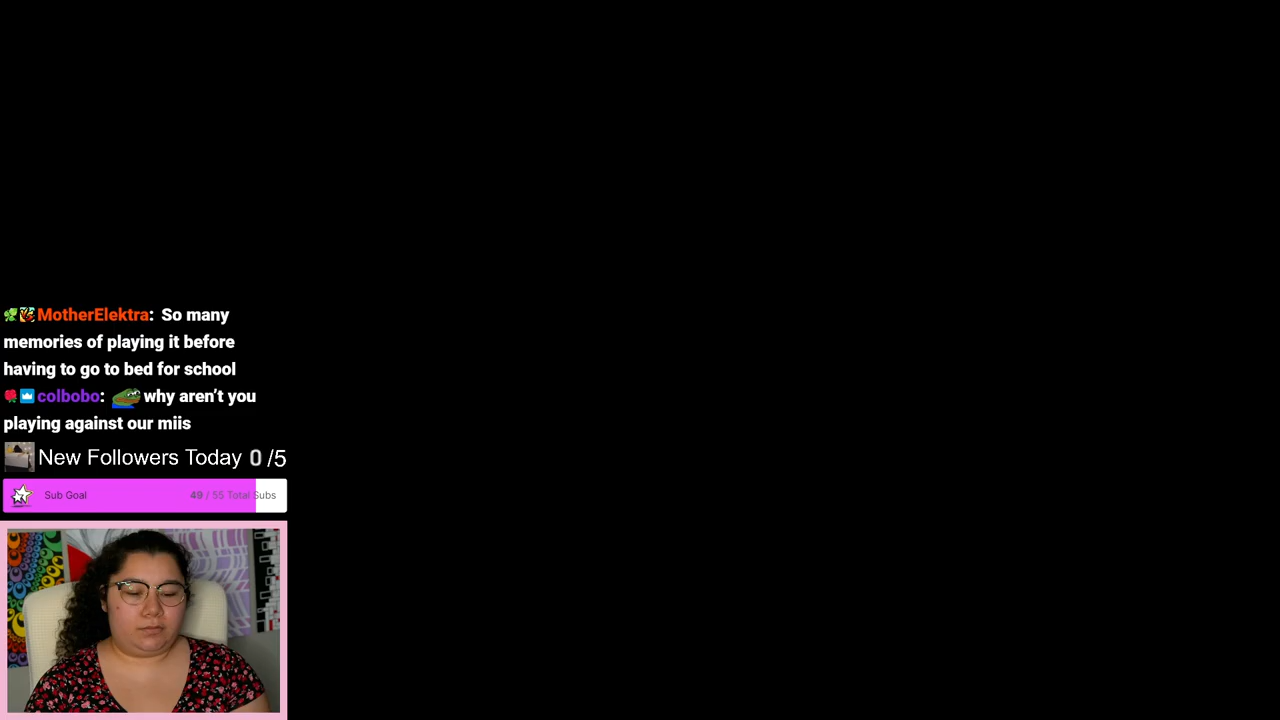 MotherElektra: So many
memories of playing it before
having to go to bed for school
colbobo: why aren’t you
playing against our miis
New Followers Today 0 /5
Sub Goal 49 / 55 Total Subs